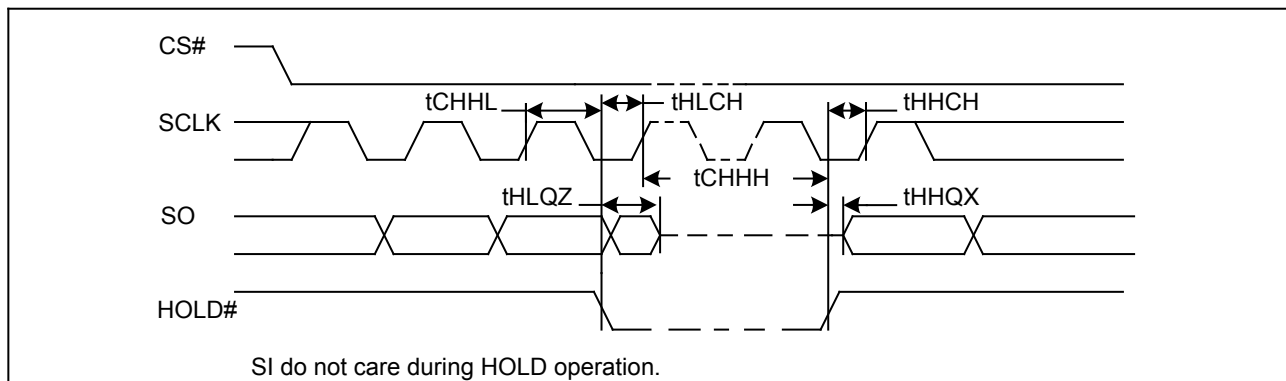 CS#
tCHHL
tHLCH
tHHCH
SCLK
tCHHH
tHLQZ
tHHQX
SO
HOLD#
SI do not care during HOLD operation.